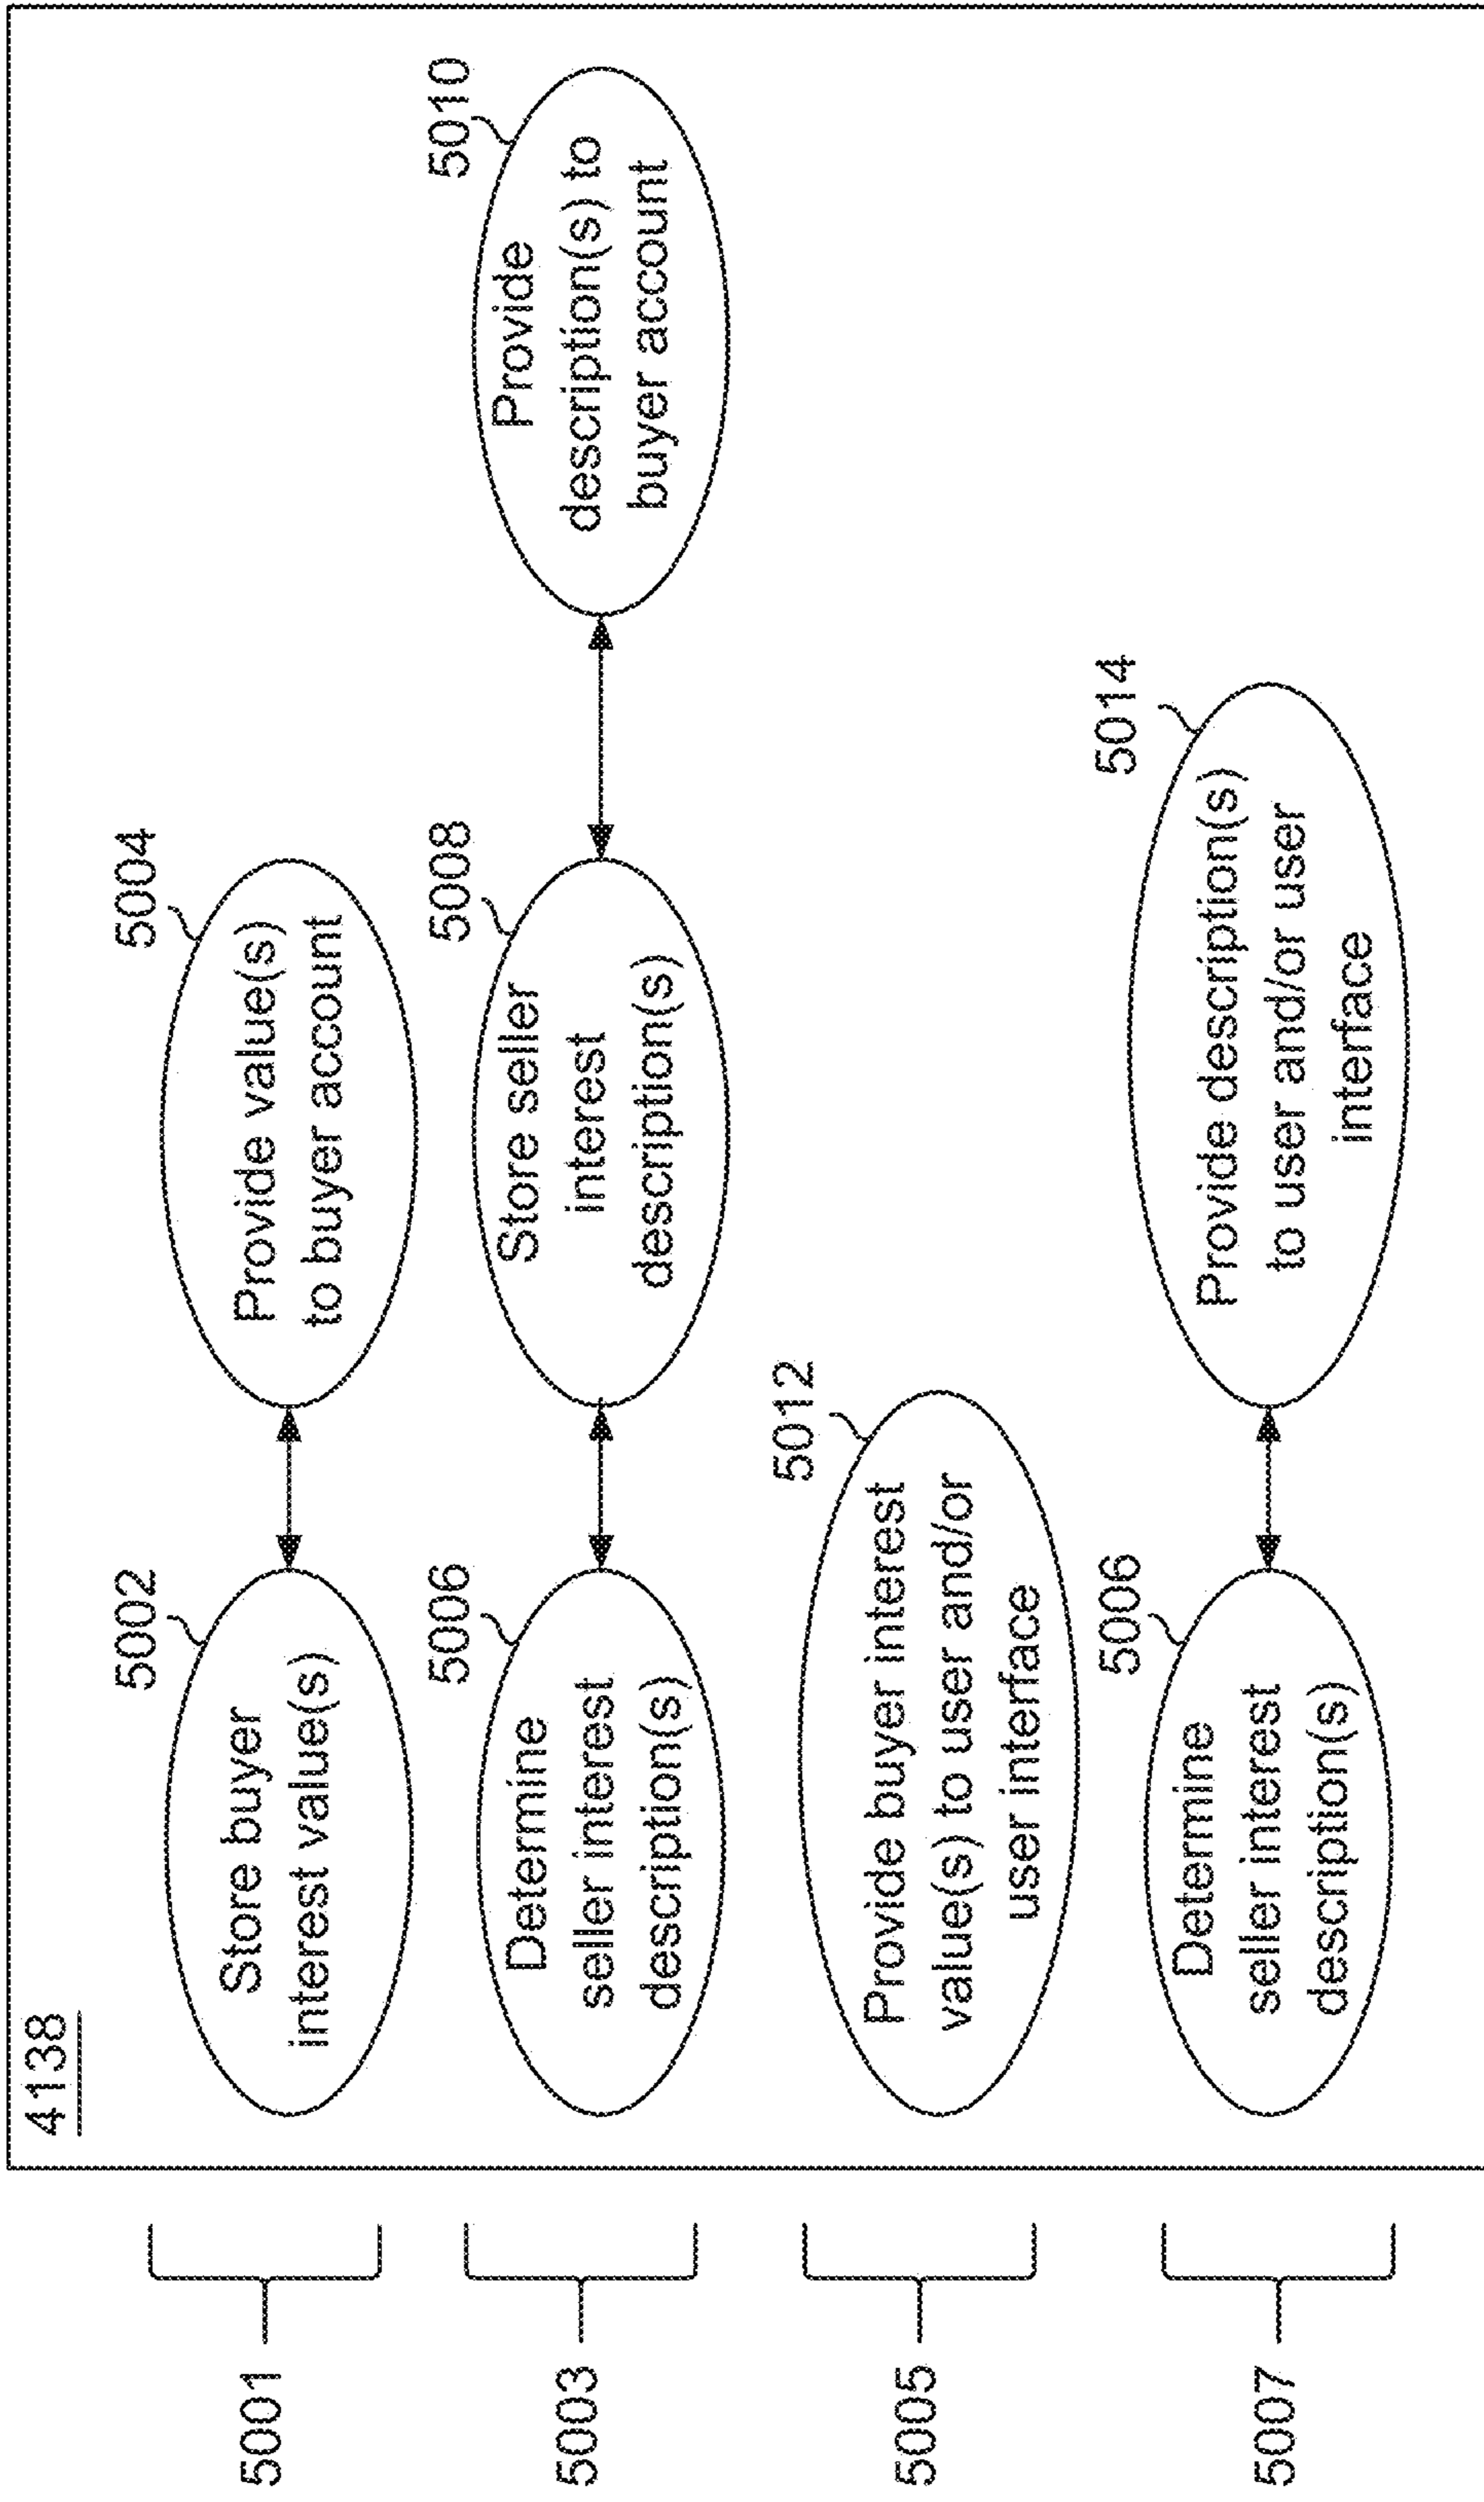 4138
5001
5002
Store buyer
interest value(s)
5004
Provide value(s)
to buyer account
5003
5006
Determine
seller interest
description(s)
5008
Store seller
interest
description(s)
5010
Provide
description(s) to
buyer account
5005
5012
Provide buyer interest
value(s) to user and/or
user interface
5007
5006
Determine
seller interest
description(s)
5014
Provide description(s)
to user and/or user
interface